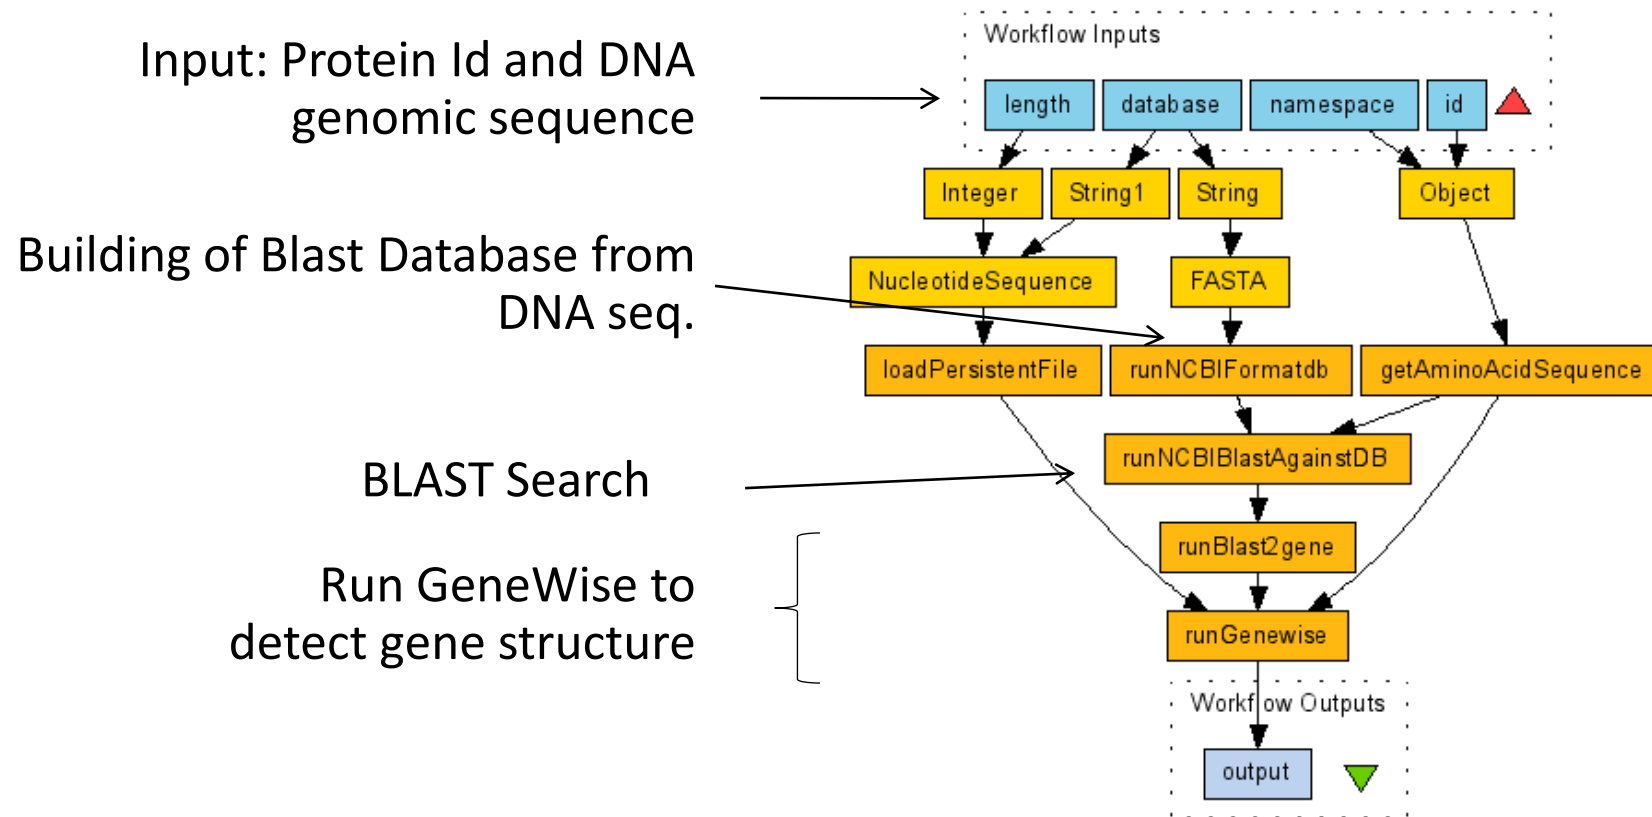 Input: Protein Id and DNA
genomic sequence
Building of Blast Database from
DNA seq.
BLAST Search
Run GeneWise to
detect gene structure
Workflow Inputs
length database namespace id
Integer String1 String Object
NucleotideSequence FASTA
loadPersistentFile runNCBIFormatdb getAminoAcidSequence
runNCBIBlastAgainstDB
runBlast2gene
runGenewise
Workflow Outputs
output